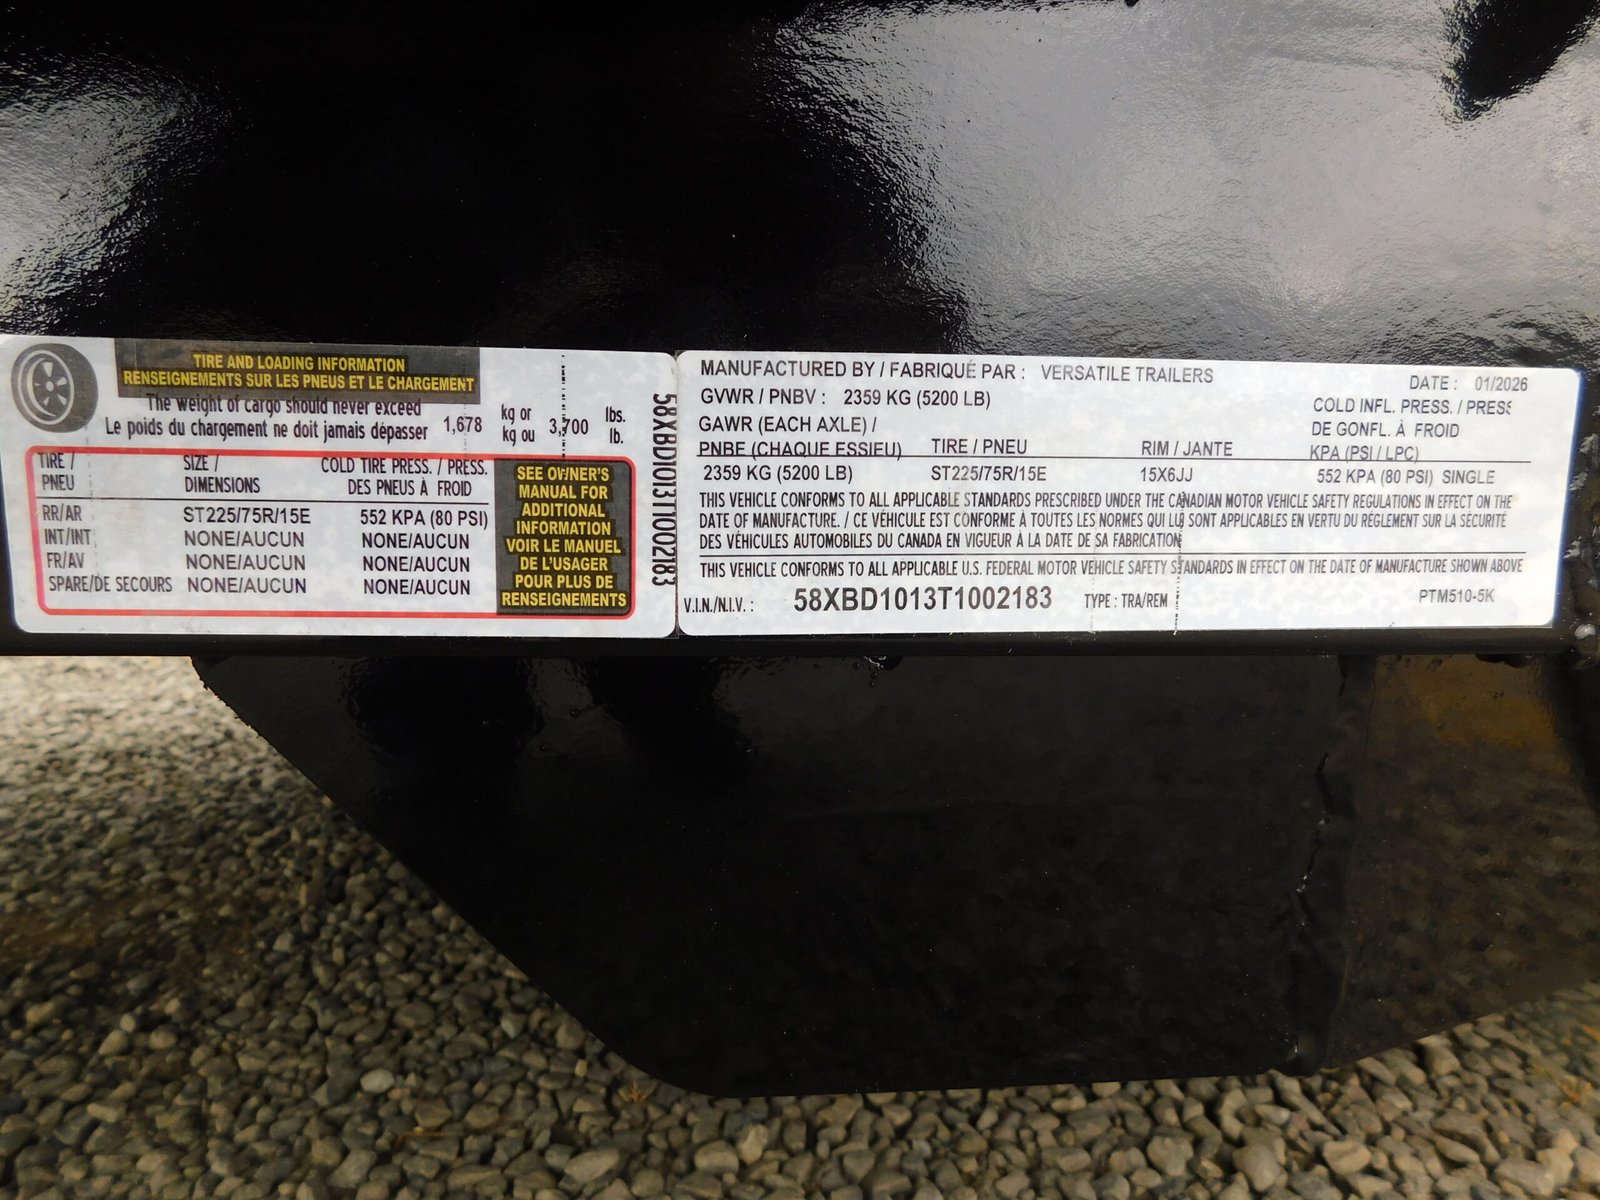 TIRE AND LOADING INFORMATION
RENSEIGNEMENTS SUR LES PNEUS ET LE CHARGEMENT
The weight of cargo should never exceed
Le poids du chargement ne doit jamais dépasser
1,678 kg or 3,700 lbs.
kg ou lb.
TIRE / SIZE / COLD TIRE PRESS. / PRESS.
PNEU DIMENSIONS DES PNEUS À FROID
RR/AR ST225/75R/15E 552 KPA (80 PSI)
INT/INT NONE/AUCUN NONE/AUCUN
FR/AV NONE/AUCUN NONE/AUCUN
SPARE/DE SECOURS NONE/AUCUN NONE/AUCUN
SEE OWNER'S
MANUAL FOR
ADDITIONAL
INFORMATION
VOIR LE MANUEL
DE L'USAGER
POUR PLUS DE
RENSEIGNEMENTS
58XBD1013T1002183
MANUFACTURED BY / FABRIQUÉ PAR : VERSATILE TRAILERS
DATE : 01/2026
GVWR / PNBV : 2359 KG (5200 LB)
GAWR (EACH AXLE) /
PNBE (CHAQUE ESSIEU) TIRE / PNEU RIM / JANTE
COLD INFL. PRESS. / PRESS
DE GONFL. À FROID
KPA (PSI / LPC)
2359 KG (5200 LB) ST225/75R/15E 15X6JJ 552 KPA (80 PSI) SINGLE
THIS VEHICLE CONFORMS TO ALL APPLICABLE STANDARDS PRESCRIBED UNDER THE CANADIAN MOTOR VEHICLE SAFETY REGULATIONS IN EFFECT ON THE
DATE OF MANUFACTURE. / CE VÉHICULE EST CONFORME À TOUTES LES NORMES QUI LUI SONT APPLICABLES EN VERTU DU RÉGLEMENT SUR LA SÉCURITÉ
DES VÉHICULES AUTOMOBILES DU CANADA EN VIGUEUR À LA DATE DE SA FABRICATION
THIS VEHICLE CONFORMS TO ALL APPLICABLE U.S. FEDERAL MOTOR VEHICLE SAFETY STANDARDS IN EFFECT ON THE DATE OF MANUFACTURE SHOWN ABOVE
V.I.N./N.I.V. : 58XBD1013T1002183 TYPE : TRA/REM PTM510-5K